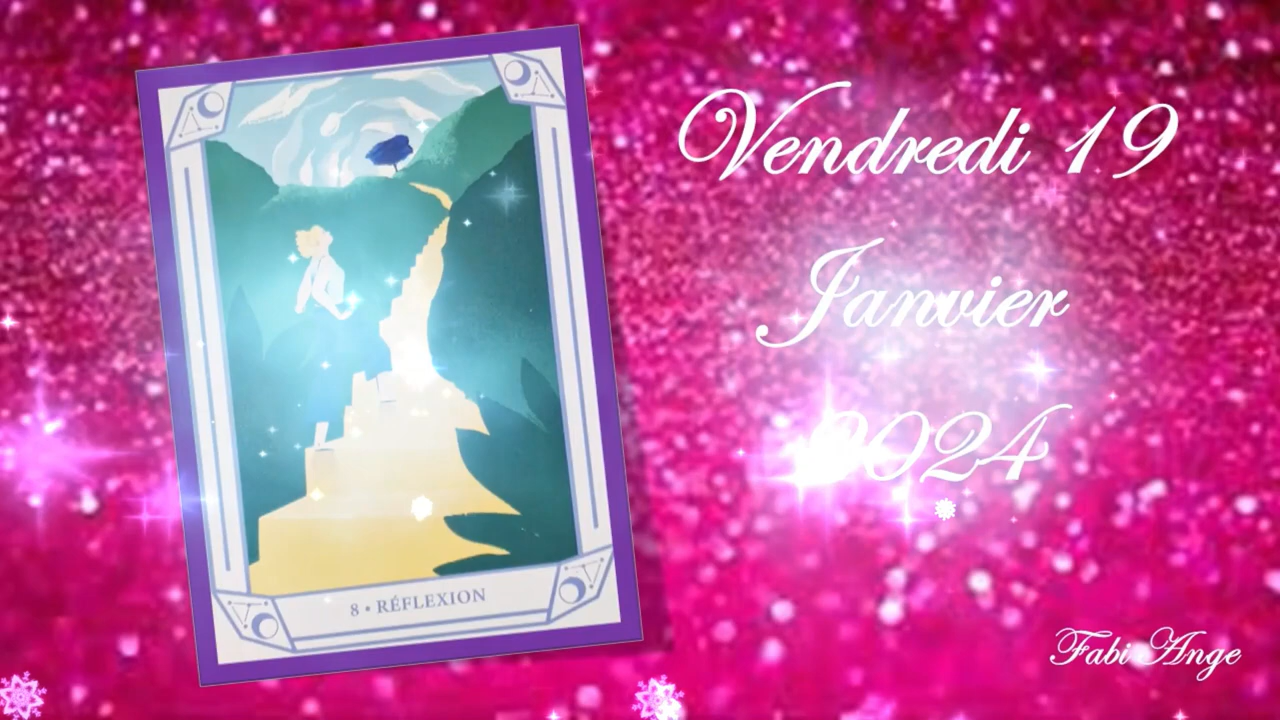 8 • RÉFLEXION
Vendredi 19
Janvier
2024
Fabi Ange